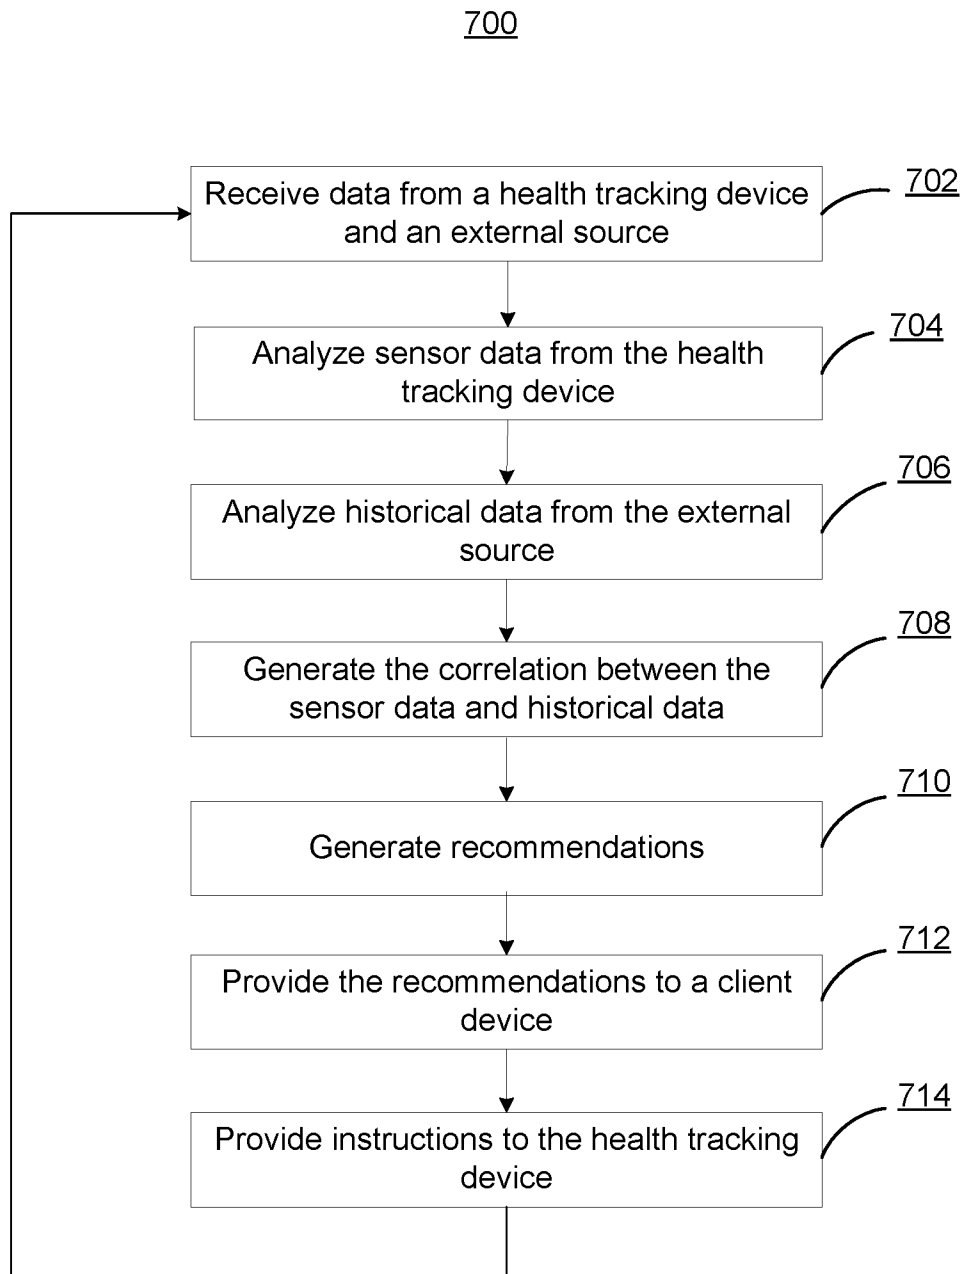 700
Receive data from a health tracking device
and an external source
702
Analyze sensor data from the health
tracking device
704
Analyze historical data from the external
source
706
Generate the correlation between the
sensor data and historical data
708
Generate recommendations
710
Provide the recommendations to a client
device
712
Provide instructions to the health tracking
device
714